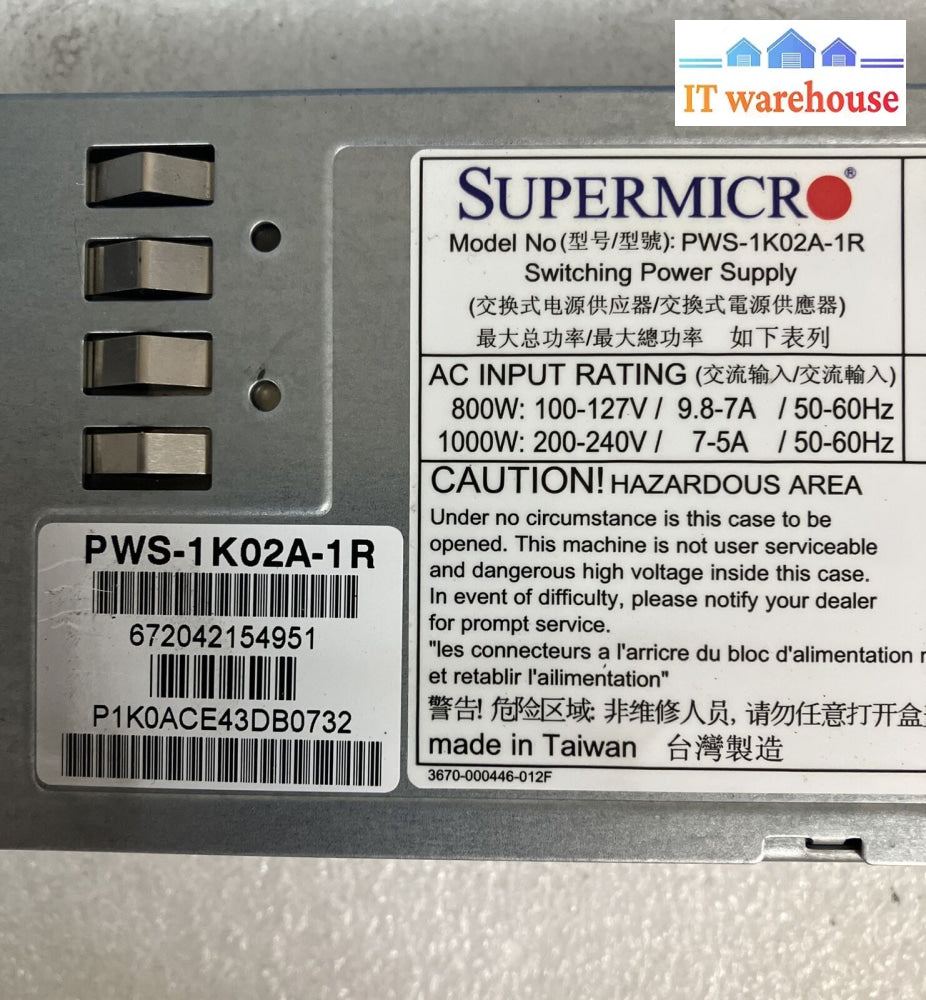 IT warehouse
SUPERMICRO®
Model No (型号/型號): PWS-1K02A-1R
Switching Power Supply
(交换式电源供应器/交換式電源供應器)
最大总功率/最大總功率 如下表列
AC INPUT RATING (交流输入/交流輸入)
800W: 100-127V / 9.8-7A / 50-60Hz
1000W: 200-240V / 7-5A / 50-60Hz
CAUTION! HAZARDOUS AREA
Under no circumstance is this case to be
opened. This machine is not user serviceable
and dangerous high voltage inside this case.
In event of difficulty, please notify your dealer
for prompt service.
"les connecteurs a l'arricre du bloc d'alimentation
et retablir l'ailimentation"
警告! 危险区域: 非维修人员, 请勿任意打开盒
made in Taiwan 台灣製造
3670-000446-012F
PWS-1K02A-1R
672042154951
P1K0ACE43DB0732